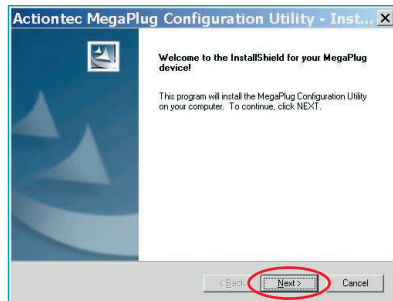 Actiontec MegaPlug Configuration Utility - Inst...
Welcome to the InstallShield for your MegaPlug
device!
This program will install the MegaPlug Configuration Utility
on your computer. To continue, click NEXT.
< Back Next > Cancel